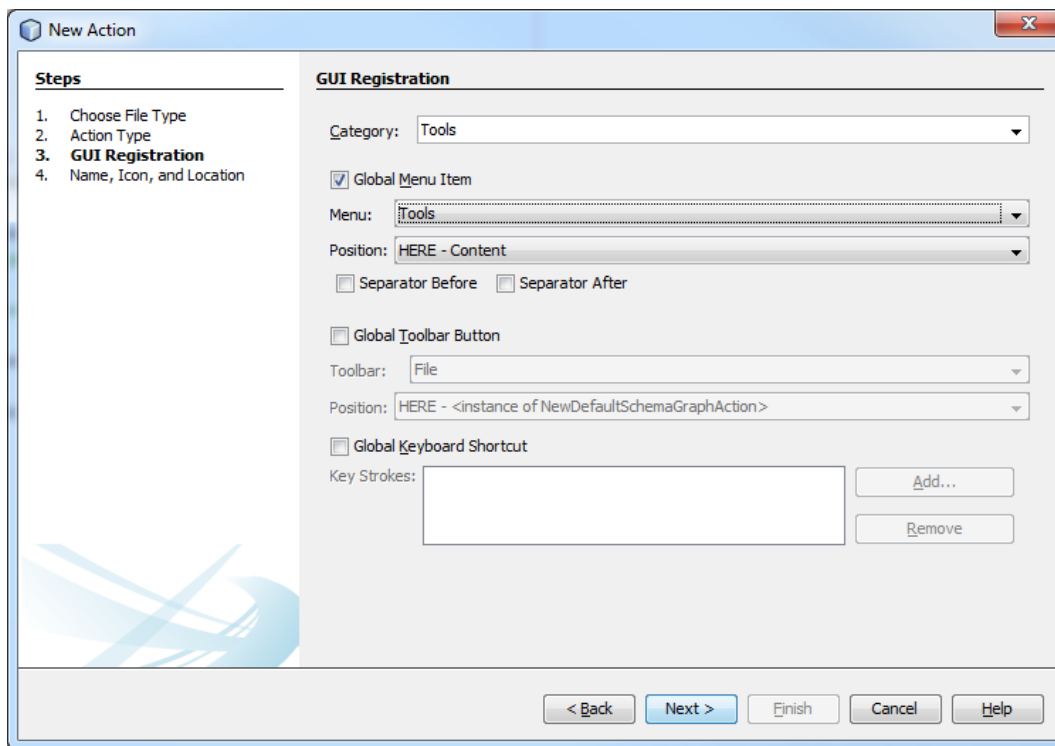 New Action
Steps
1. Choose File Type
2. Action Type
3. GUI Registration
4. Name, Icon, and Location
GUI Registration
Category: Tools
Global Menu Item
Menu: Tools
Position: HERE - Content
Separator Before Separator After
Global Toolbar Button
Toolbar: File
Position: HERE - <instance of NewDefaultSchemaGraphAction>
Global Keyboard Shortcut
Key Strokes: Add...
Remove
< Back Next > Finish Cancel Help